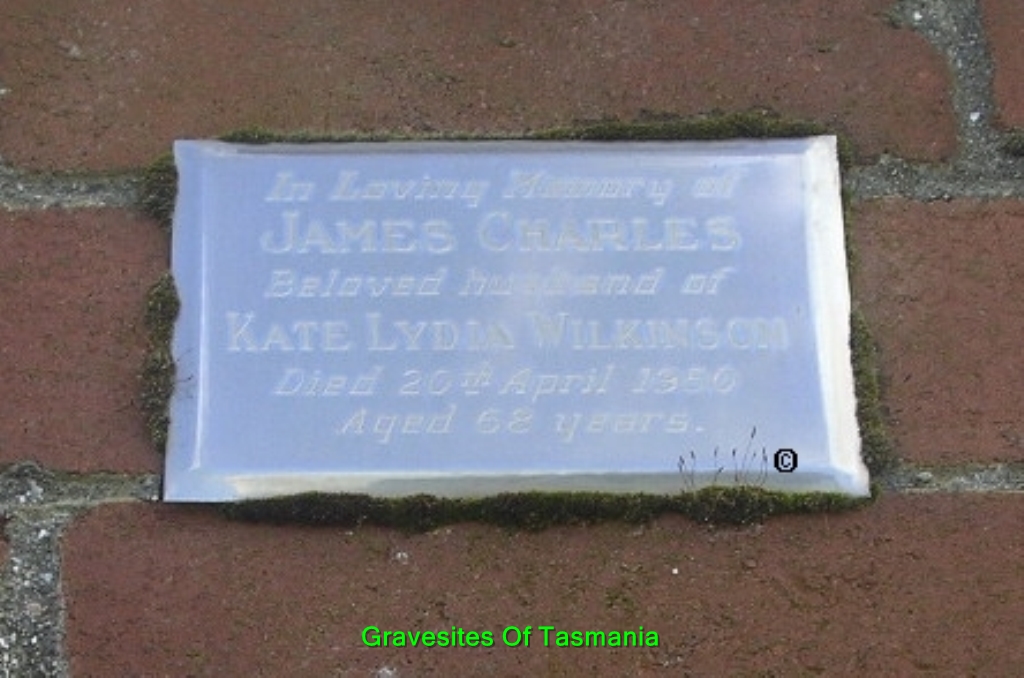 In Loving Memory of
JAMES CHARLES
Beloved husband of
KATE LYDIA WILKINSON
Died 20th April 1950
Aged 68 years.
©
Gravesites Of Tasmania